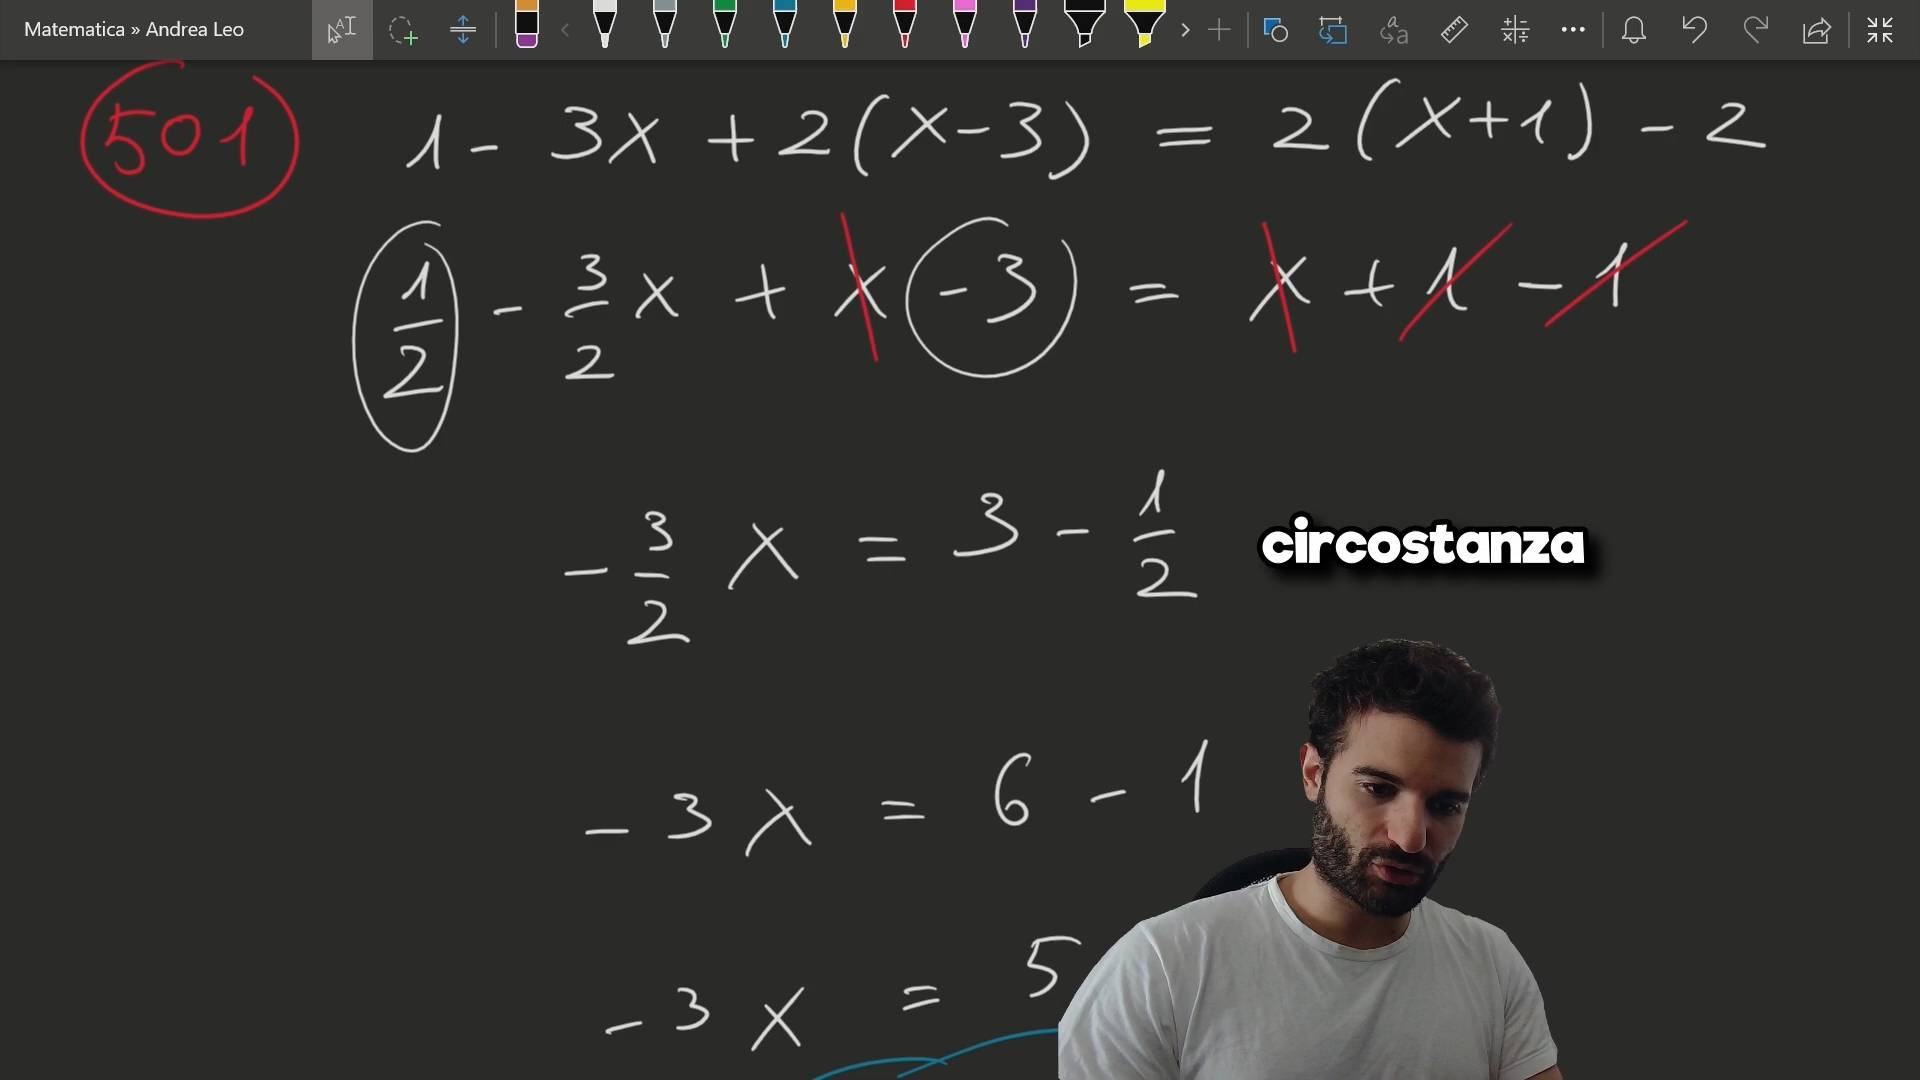 Matematica » Andrea Leo
501
1 - 3x + 2(x-3) = 2(x+1) - 2
1/2 - 3/2 x + x - 3 = x + 1 - 1
- 3/2 x = 3 - 1/2
circostanza
- 3x = 6 - 1
- 3x = 5